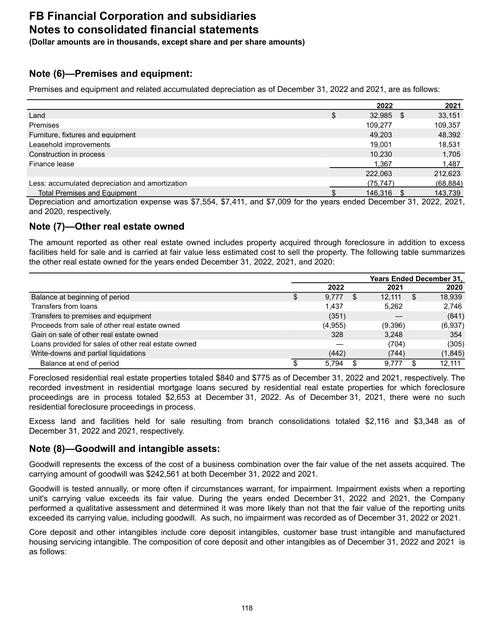 FB Financial Corporation and subsidiaries
Notes to consolidated financial statements
(Dollar amounts are in thousands, except share and per share amounts)
Note (6)—Premises and equipment:
Premises and equipment and related accumulated depreciation as of December 31, 2022 and 2021, are as follows:
2022 2021
Land $ 32,985 $ 33,151
Premises 109,277 109,357
Furniture, fixtures and equipment 49,203 48,392
Leasehold improvements 19,001 18,531
Construction in process 10,230 1,705
Finance lease 1,367 1,487
222,063 212,623
Less: accumulated depreciation and amortization (75,747) (68,884)
Total Premises and Equipment $ 146,316 $ 143,739
Depreciation and amortization expense was $7,554, $7,411, and $7,009 for the years ended December 31, 2022, 2021,
and 2020, respectively.
Note (7)—Other real estate owned
The amount reported as other real estate owned includes property acquired through foreclosure in addition to excess
facilities held for sale and is carried at fair value less estimated cost to sell the property. The following table summarizes
the other real estate owned for the years ended December 31, 2022, 2021, and 2020:
Years Ended December 31,
2022 2021 2020
Balance at beginning of period $ 9,777 $ 12,111 $ 18,939
Transfers from loans 1,437 5,262 2,746
Transfers to premises and equipment (351) — (841)
Proceeds from sale of other real estate owned (4,955) (9,396) (6,937)
Gain on sale of other real estate owned 328 3,248 354
Loans provided for sales of other real estate owned — (704) (305)
Write-downs and partial liquidations (442) (744) (1,845)
Balance at end of period $ 5,794 $ 9,777 $ 12,111
Foreclosed residential real estate properties totaled $840 and $775 as of December 31, 2022 and 2021, respectively. The
recorded investment in residential mortgage loans secured by residential real estate properties for which foreclosure
proceedings are in process totaled $2,653 at December 31, 2022. As of December 31, 2021, there were no such
residential foreclosure proceedings in process.
Excess land and facilities held for sale resulting from branch consolidations totaled $2,116 and $3,348 as of
December 31, 2022 and 2021, respectively.
Note (8)—Goodwill and intangible assets:
Goodwill represents the excess of the cost of a business combination over the fair value of the net assets acquired. The
carrying amount of goodwill was $242,561 at both December 31, 2022 and 2021.
Goodwill is tested annually, or more often if circumstances warrant, for impairment. Impairment exists when a reporting
unit's carrying value exceeds its fair value. During the years ended December 31, 2022 and 2021, the Company
performed a qualitative assessment and determined it was more likely than not that the fair value of the reporting units
exceeded its carrying value, including goodwill. As such, no impairment was recorded as of December 31, 2022 or 2021.
Core deposit and other intangibles include core deposit intangibles, customer base trust intangible and manufactured
housing servicing intangible. The composition of core deposit and other intangibles as of December 31, 2022 and 2021 is
as follows:
118